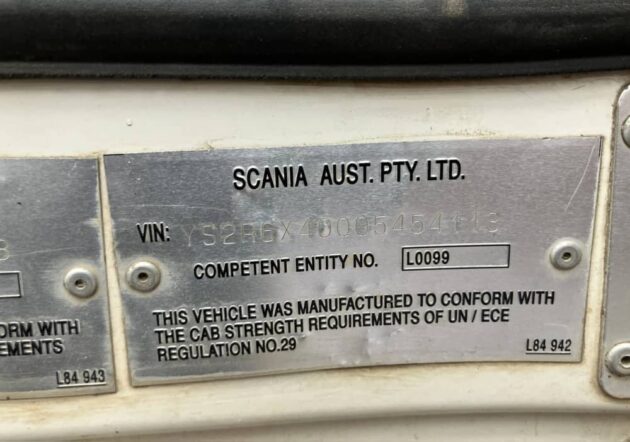 SCANIA AUST. PTY. LTD.
VIN:
COMPETENT ENTITY NO. L0099
THIS VEHICLE WAS MANUFACTURED TO CONFORM WITH
THE CAB STRENGTH REQUIREMENTS OF UN / ECE
REGULATION NO.29
L84 942
ORM WITH
EMENTS
L84 943